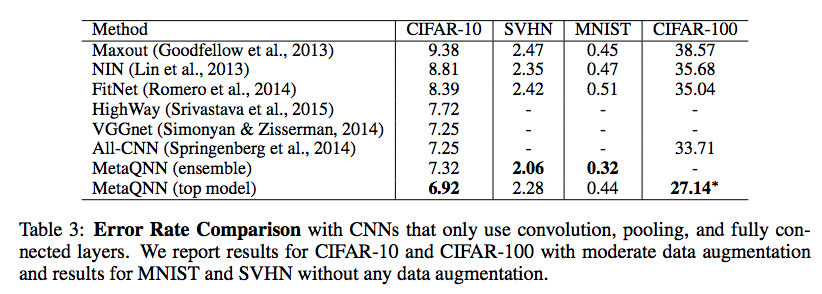 Method CIFAR-10 SVHN MNIST CIFAR-100
Maxout (Goodfellow et al., 2013) 9.38 2.47 0.45 38.57
NIN (Lin et al., 2013) 8.81 2.35 0.47 35.68
FitNet (Romero et al., 2014) 8.39 2.42 0.51 35.04
HighWay (Srivastava et al., 2015) 7.72 - - -
VGGnet (Simonyan & Zisserman, 2014) 7.25 - - -
All-CNN (Springenberg et al., 2014) 7.25 - - 33.71
MetaQNN (ensemble) 7.32 2.06 0.32 -
MetaQNN (top model) 6.92 2.28 0.44 27.14*
Table 3: Error Rate Comparison with CNNs that only use convolution, pooling, and fully con-
nected layers. We report results for CIFAR-10 and CIFAR-100 with moderate data augmentation
and results for MNIST and SVHN without any data augmentation.